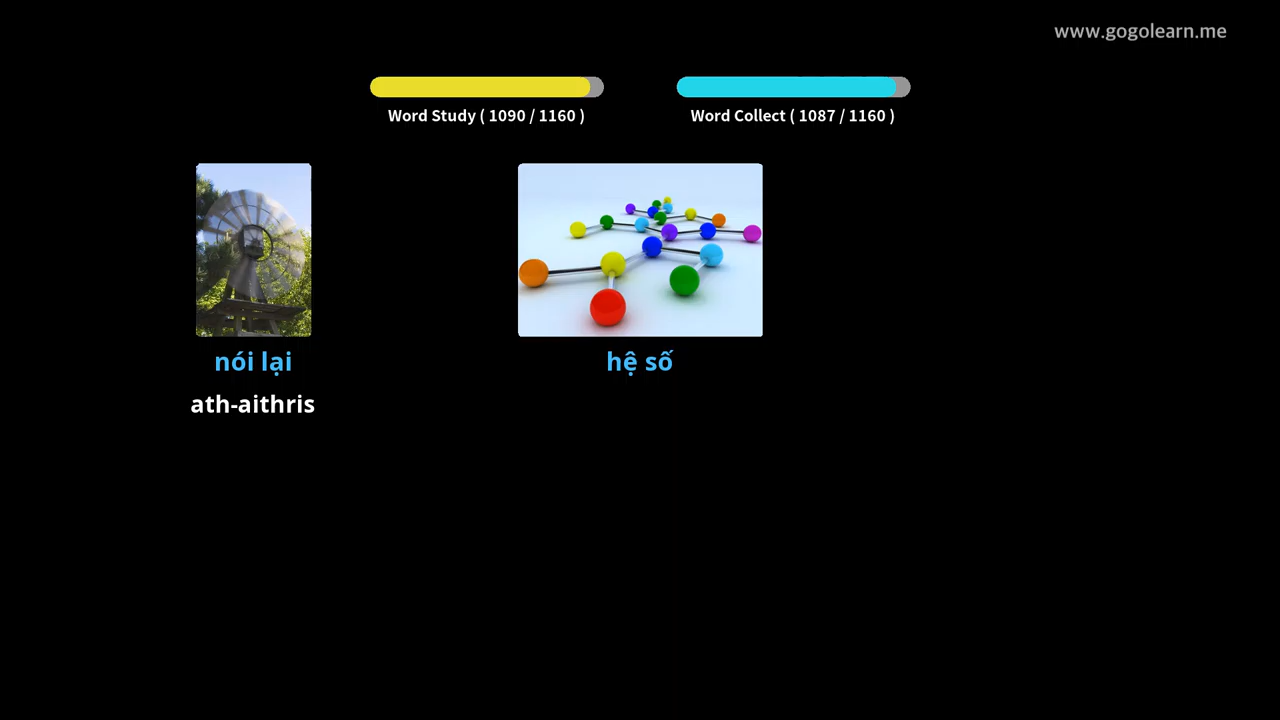 www.gogolearn.me
Word Study ( 1090 / 1160 )
Word Collect ( 1087 / 1160 )
nói lại
hệ số
ath-aithris